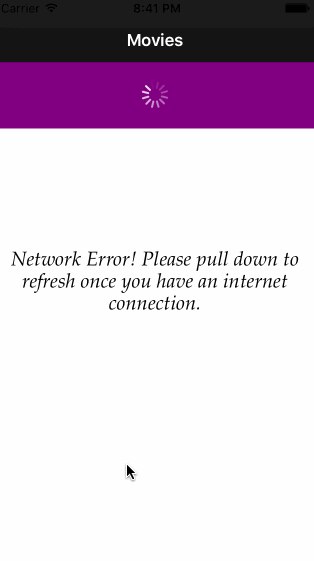 Carrier 8:41 PM
Movies
Network Error! Please pull down to
refresh once you have an internet
connection.